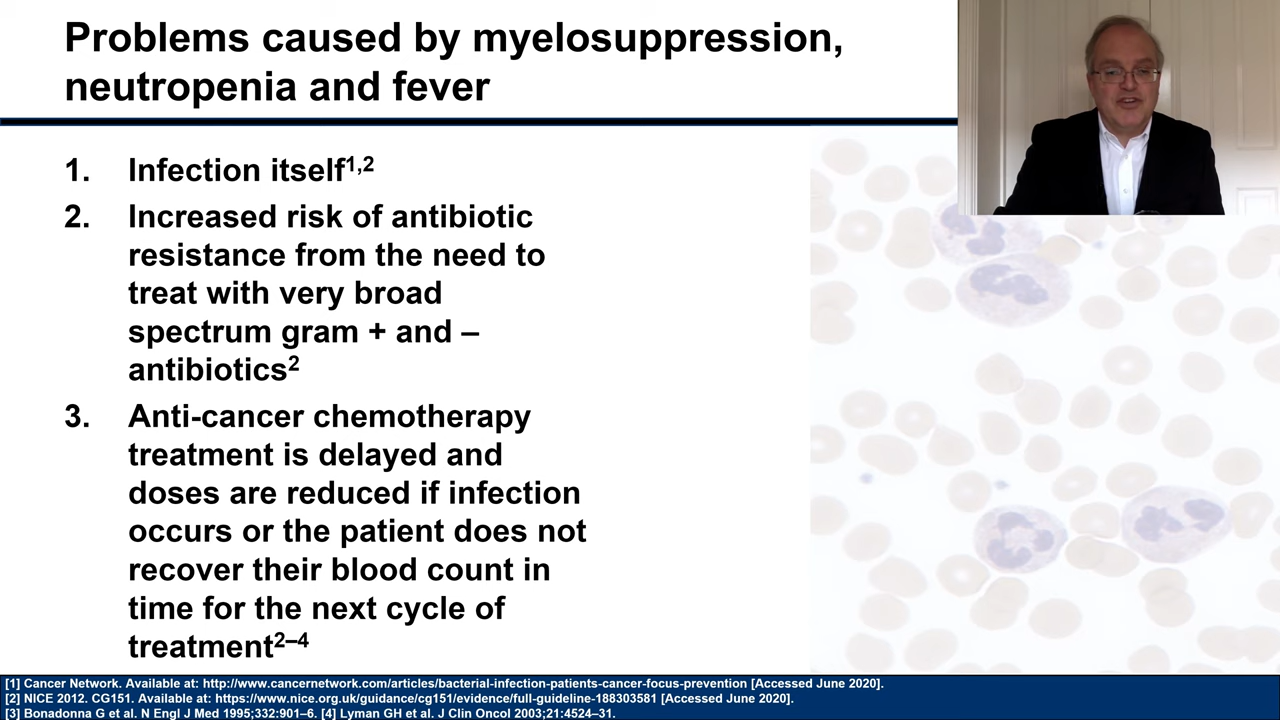 Problems caused by myelosuppression,
neutropenia and fever
1. Infection itself1,2
2. Increased risk of antibiotic
resistance from the need to
treat with very broad
spectrum gram + and –
antibiotics2
3. Anti-cancer chemotherapy
treatment is delayed and
doses are reduced if infection
occurs or the patient does not
recover their blood count in
time for the next cycle of
treatment2–4
[1] Cancer Network. Available at: http://www.cancernetwork.com/articles/bacterial-infection-patients-cancer-focus-prevention [Accessed June 2020].
[2] NICE 2012. CG151. Available at: https://www.nice.org.uk/guidance/cg151/evidence/full-guideline-188303581 [Accessed June 2020].
[3] Bonadonna G et al. N Engl J Med 1995;332:901–6. [4] Lyman GH et al. J Clin Oncol 2003;21:4524–31.